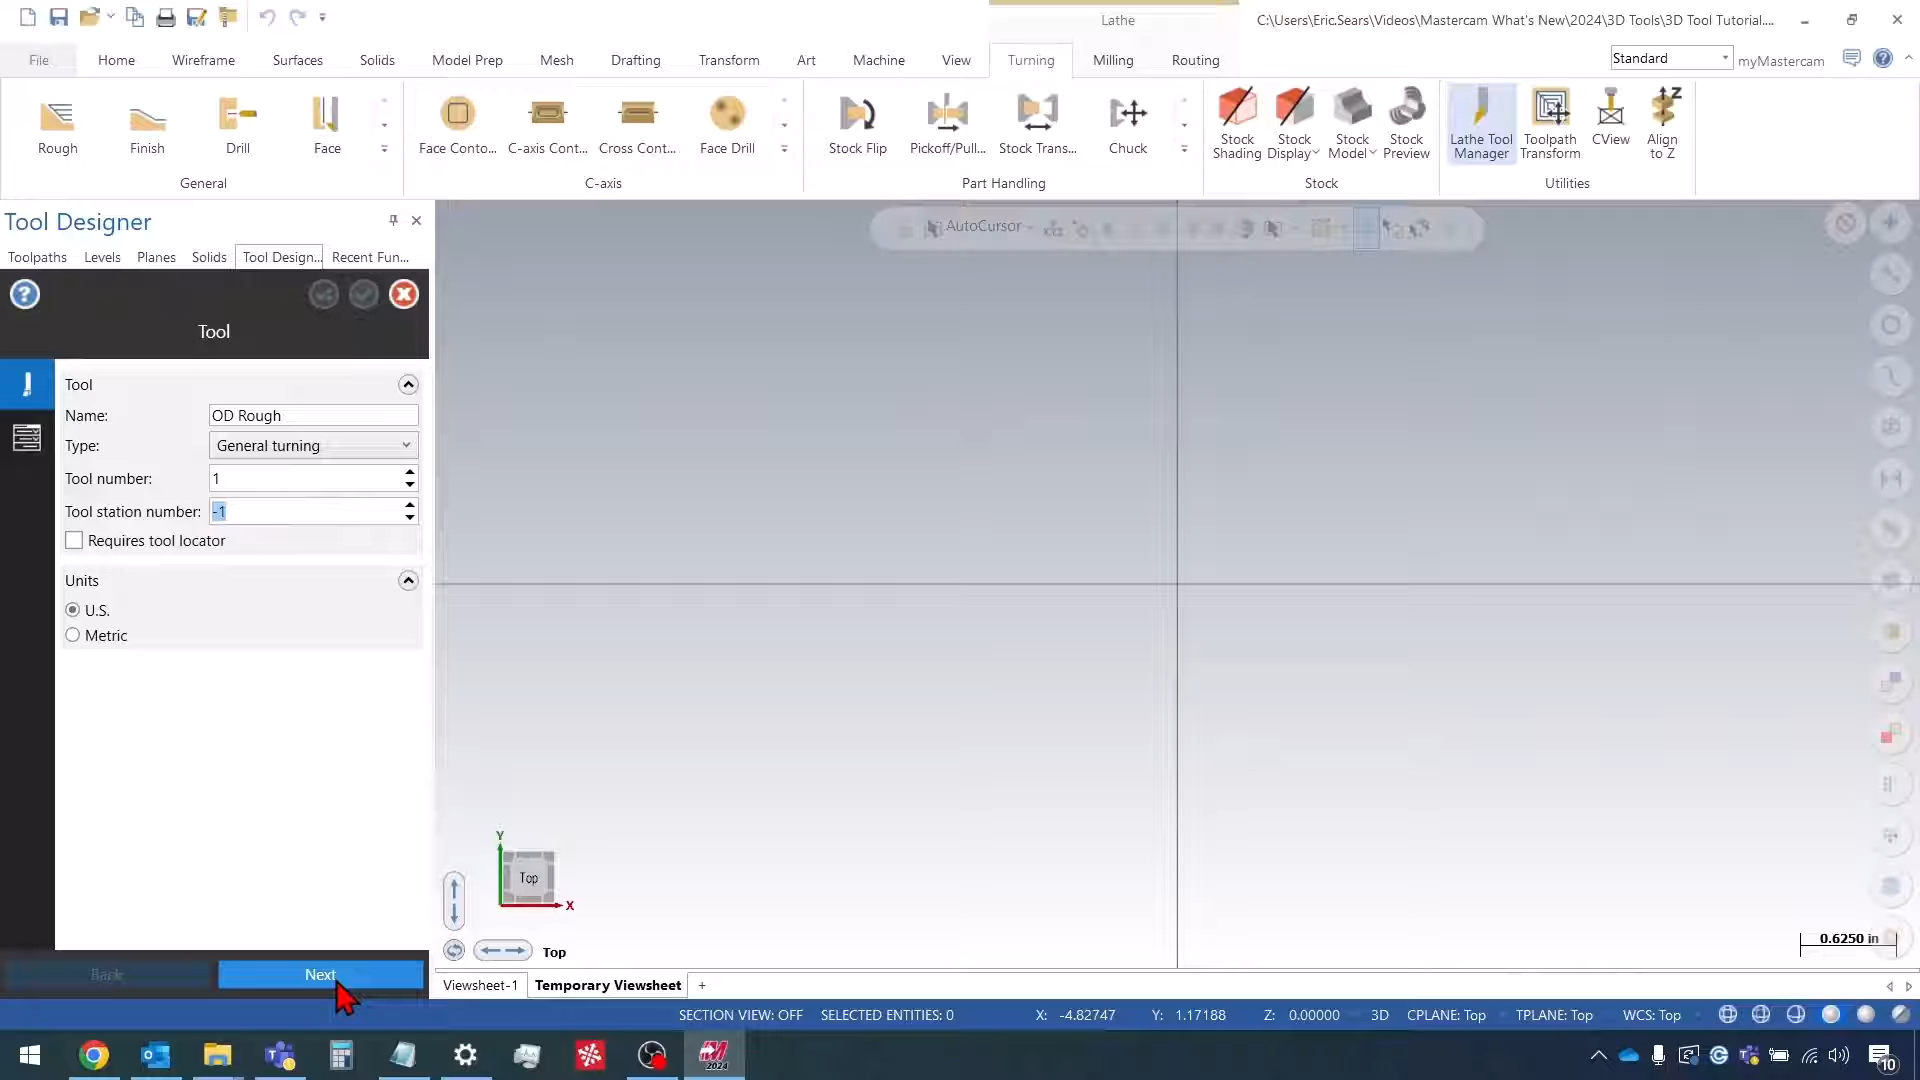 Lathe
C:\Users\Eric.Sears\Videos\Mastercam What's New\2024\3D Tools\3D Tool Tutorial....
File Home Wireframe Surfaces Solids Model Prep Mesh Drafting Transform Art Machine View Turning Milling Routing
Standard
myMastercam
Rough Finish Drill Face
General
Face Conto... C-axis Cont... Cross Cont... Face Drill
C-axis
Stock Flip Pickoff/Pull... Stock Trans... Chuck
Part Handling
Stock Shading
Stock Display
Stock Model
Stock Preview
Stock
Lathe Tool Manager
Toolpath Transform
CView
Align to Z
Utilities
Tool Designer
Toolpaths Levels Planes Solids Tool Design... Recent Fun...
AutoCursor
Tool
Tool
Name: OD Rough
Type: General turning
Tool number: 1
Tool station number: -1
Requires tool locator
Units
U.S.
Metric
Back Next
Y
Top
X
Top
0.6250 in
Viewsheet-1 Temporary Viewsheet +
SECTION VIEW: OFF SELECTED ENTITIES: 0 X: -4.82747 Y: 1.17188 Z: 0.00000 3D CPLANE: Top TPLANE: Top WCS: Top
2024
10